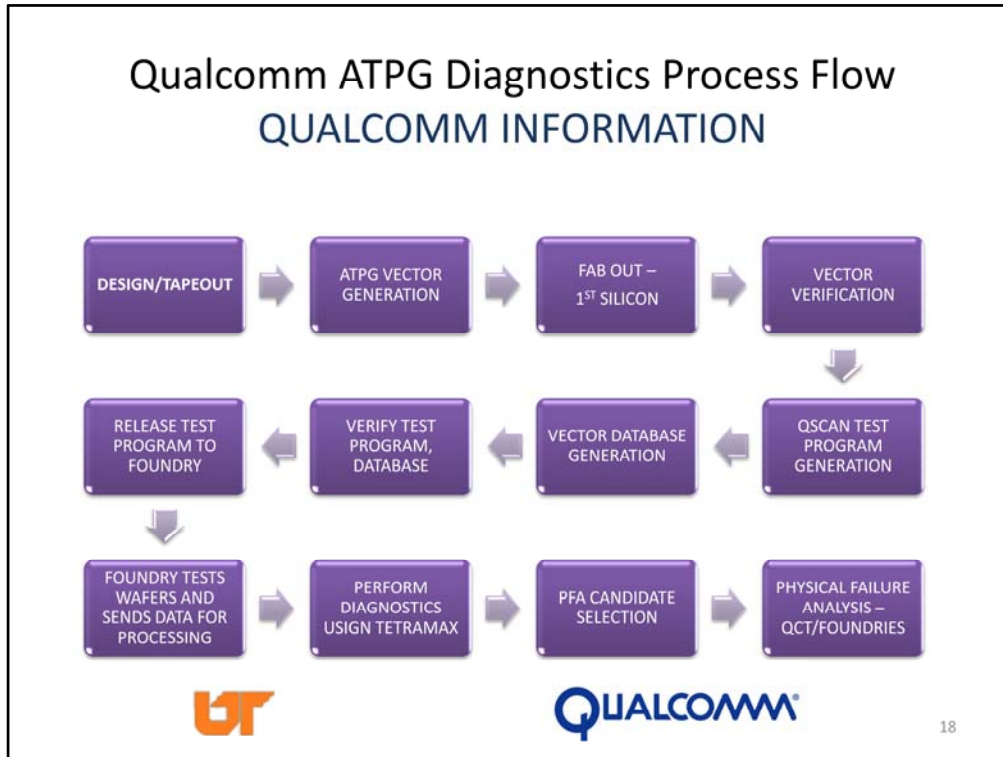 Qualcomm ATPG Diagnostics Process Flow
QUALCOMM INFORMATION
DESIGN/TAPEOUT
ATPG VECTOR
GENERATION
FAB OUT –
1ST SILICON
VECTOR
VERIFICATION
QSCAN TEST
PROGRAM
GENERATION
VECTOR DATABASE
GENERATION
VERIFY TEST
PROGRAM,
DATABASE
RELEASE TEST
PROGRAM TO
FOUNDRY
FOUNDRY TESTS
WAFERS AND
SENDS DATA FOR
PROCESSING
PERFORM
DIAGNOSTICS
USIGN TETRAMAX
PFA CANDIDATE
SELECTION
PHYSICAL FAILURE
ANALYSIS –
QCT/FOUNDRIES
UT
QUALCOMM®
18